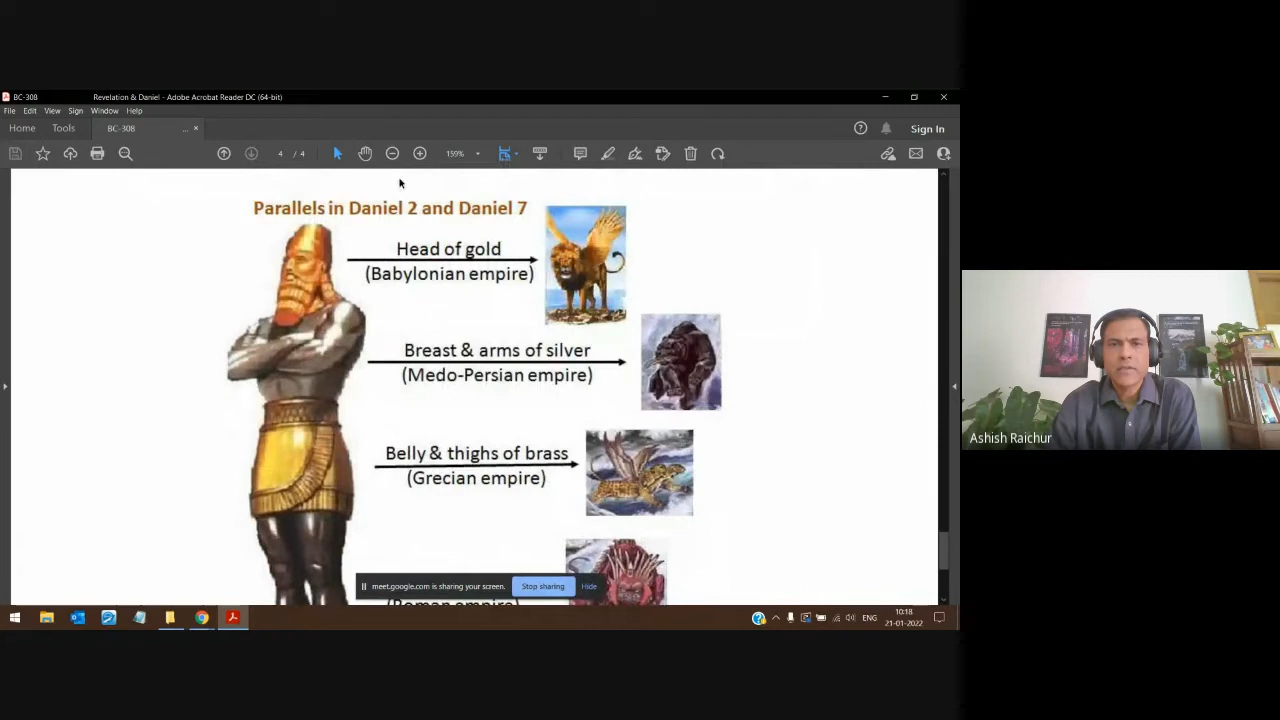 BC-308 Revelation & Daniel - Adobe Acrobat Reader DC (64-bit)
File Edit View Sign Window Help
Home Tools BC-308 ... × Sign In
4 / 4 159%
Parallels in Daniel 2 and Daniel 7
Head of gold
(Babylonian empire)
Breast & arms of silver
(Medo-Persian empire)
Belly & thighs of brass
(Grecian empire)
(Roman empire)
meet.google.com is sharing your screen. Stop sharing Hide
ENG
10:18
21-01-2022
Ashish Raichur